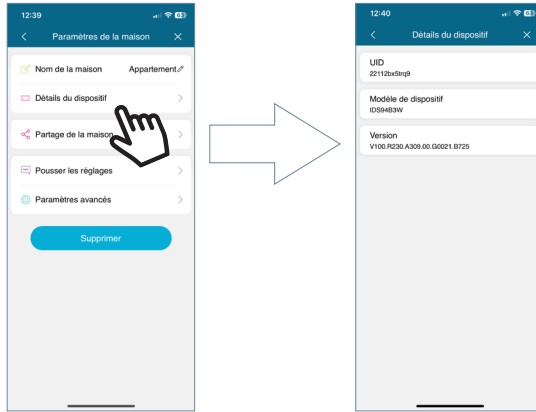 12:39
63
Paramètres de la maison
Nom de la maison Appartement
Détails du dispositif
Partage de la maison
Pousser les réglages
Paramètres avancés
Supprimer
12:40
63
Détails du dispositif
UID
22112bx5trq9
Modèle de dispositif
IDS94B3W
Version
V100.R230.A309.00.G0021.B725